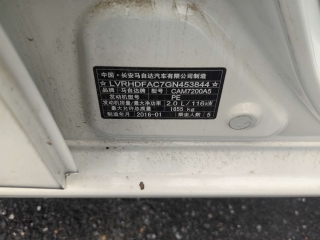 中国·长安马自达汽车有限公司制造
☆LVRHDFAC7GN453844☆
品牌 马自达牌 型号 CAM7200A5
发动机型号 PE
发动机排量/最大净功率 2.0 L / 116 kW
最大允许总质量 1855 kg
制造年月 2016-01 乘坐人数 5